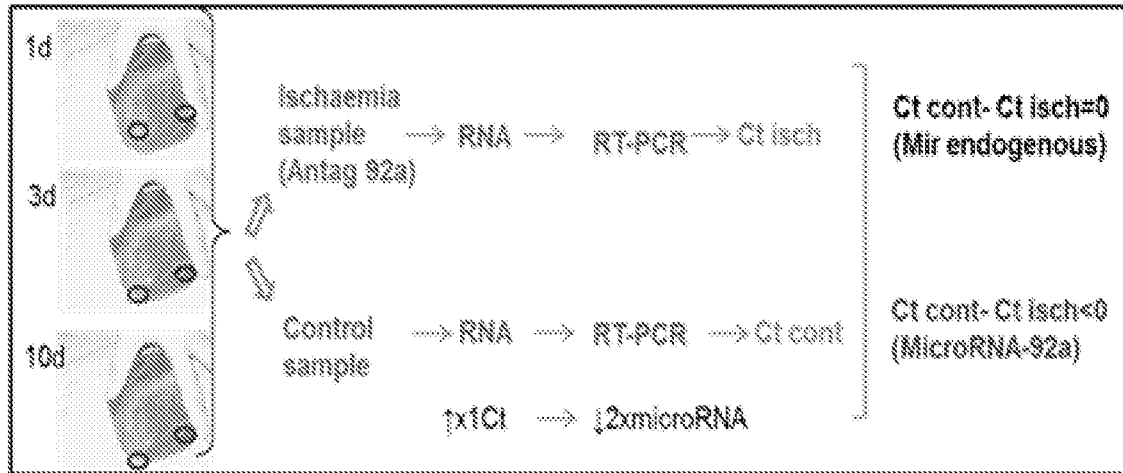 1d
3d
10d
Ischaemia
sample
(Antag 92a)
→ RNA → RT-PCR → Ct isch
Control
sample
→ RNA → RT-PCR → Ct cont
↑x1Ct → ↓2xmicroRNA
Ct cont- Ct isch=0
(Mir endogenous)
Ct cont- Ct isch<0
(MicroRNA-92a)